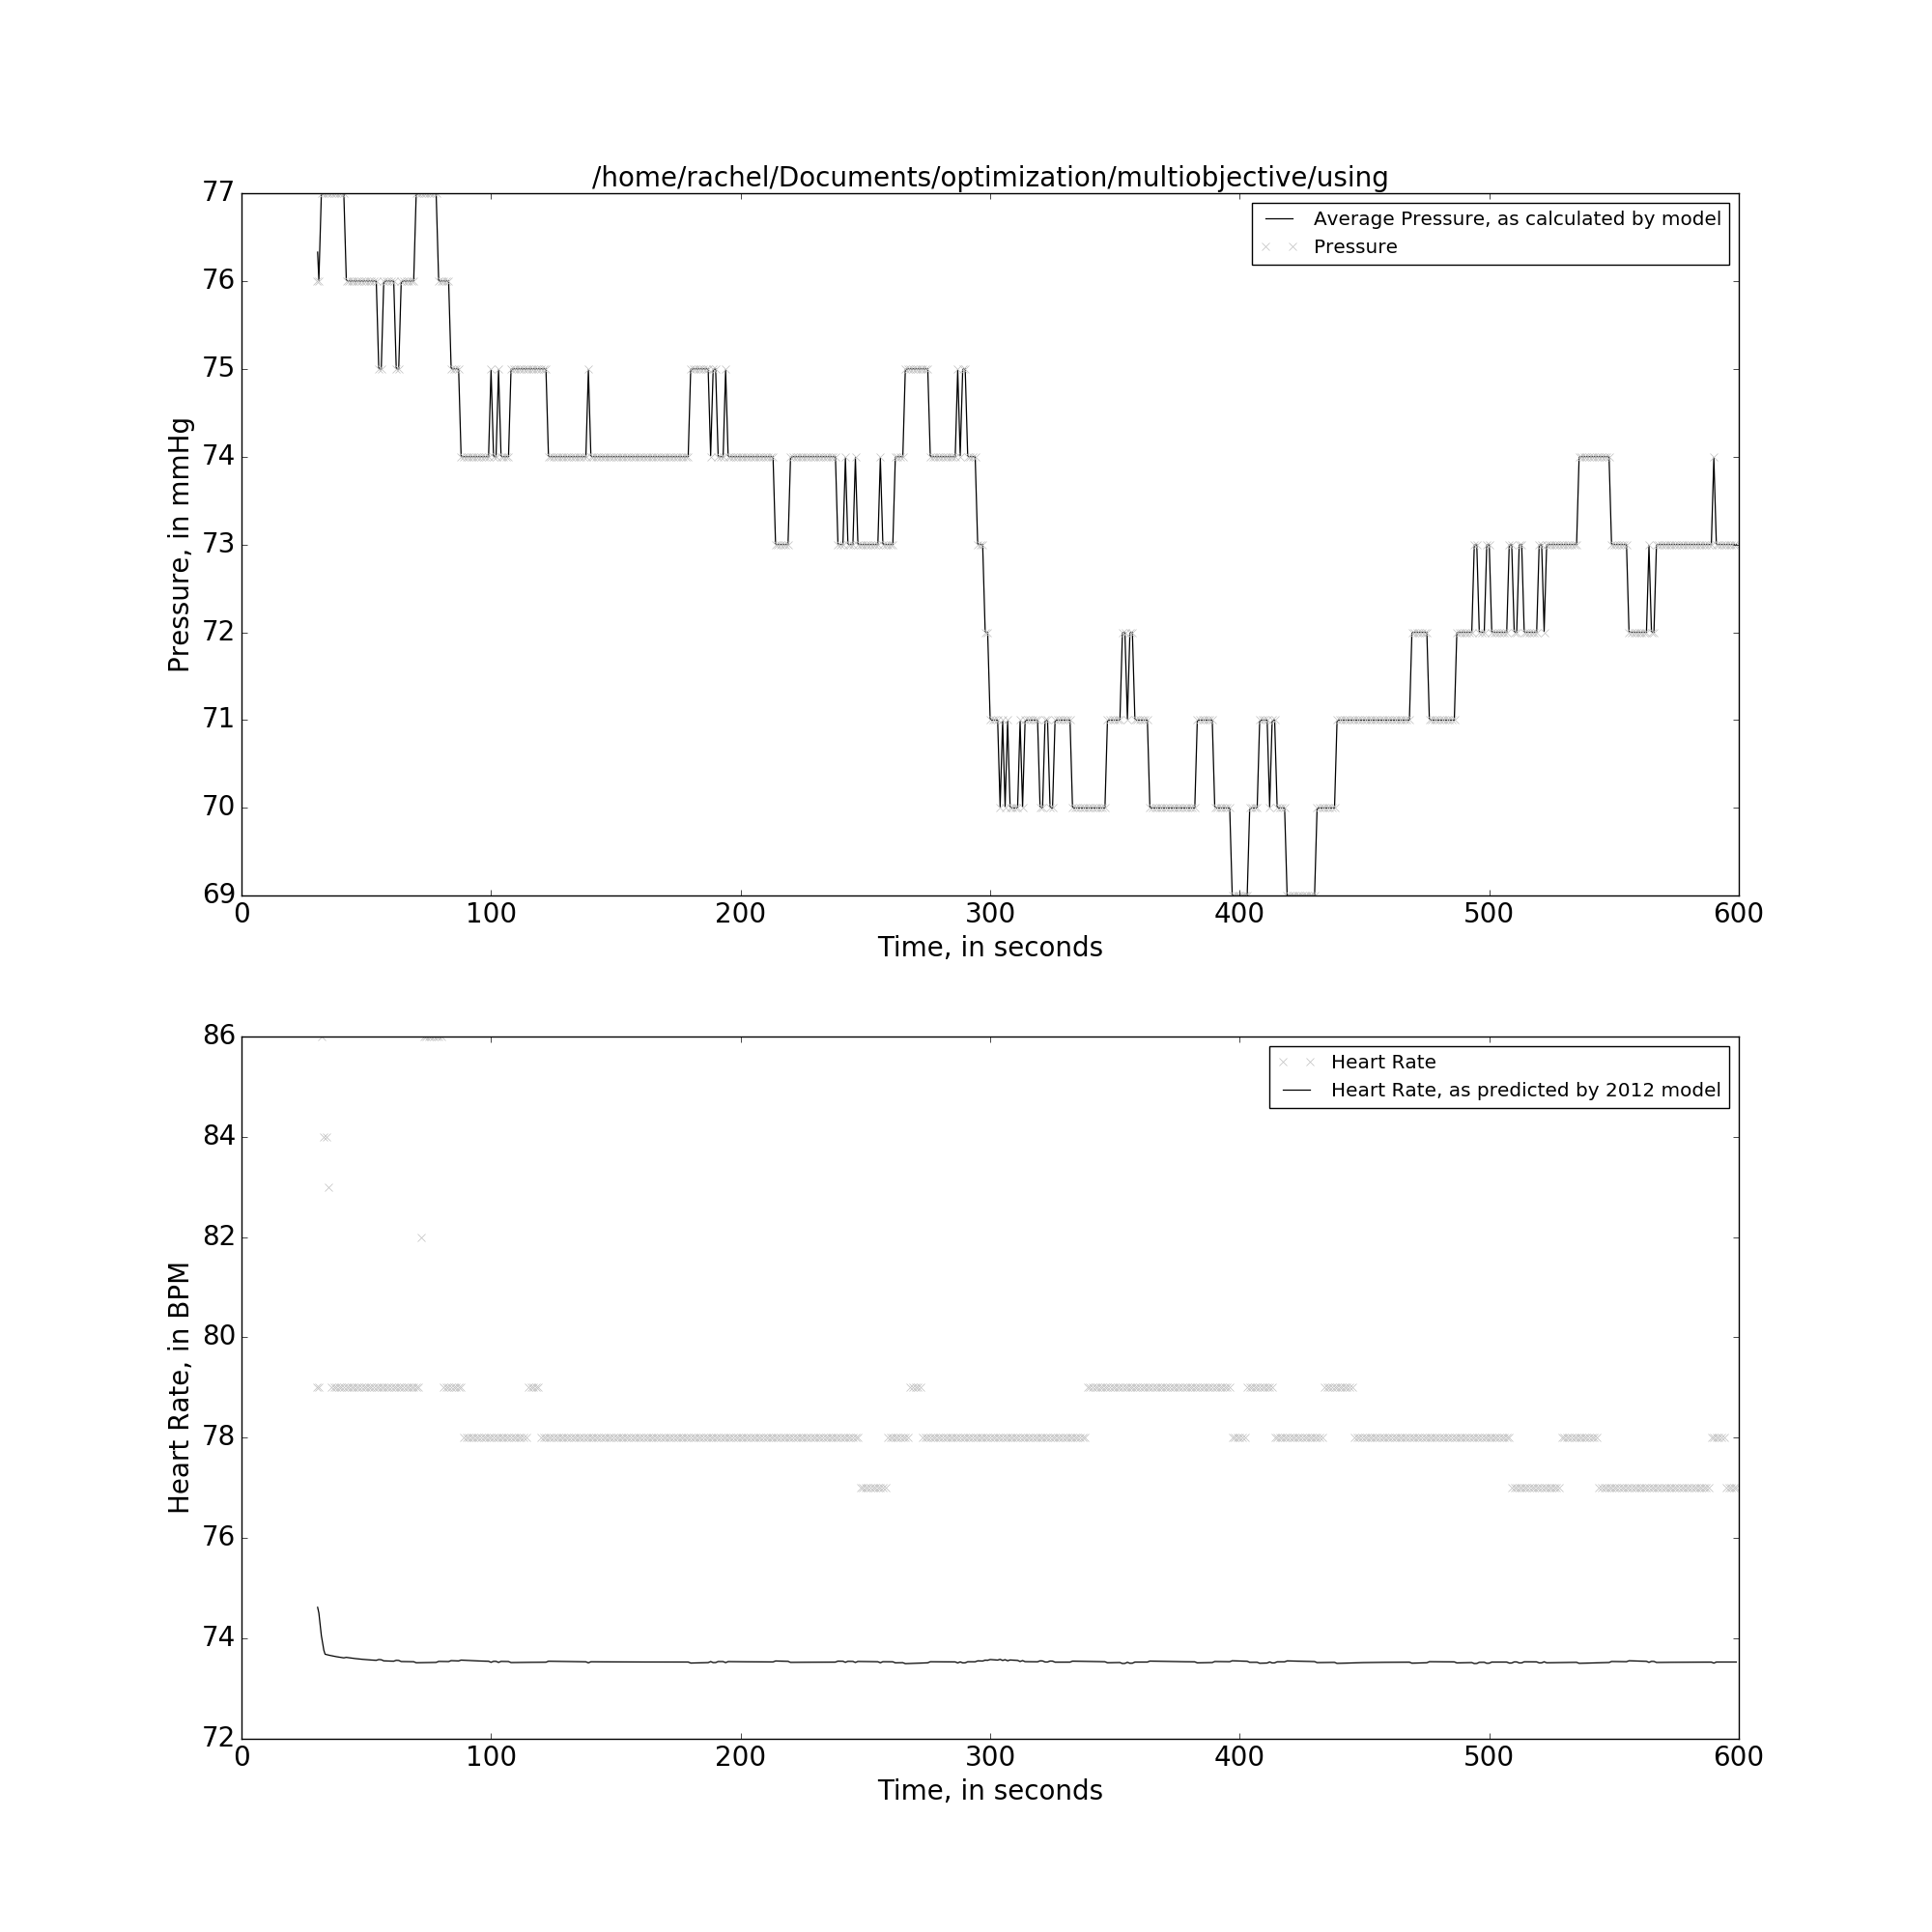 /home/rachel/Documents/optimization/multiobjective/using
77
76
75
74
73
72
71
70
69
Pressure, in mmHg
Average Pressure, as calculated by model
Pressure
0 100 200 300 400 500 600
Time, in seconds
86
84
82
80
78
76
74
72
Heart Rate, in BPM
Heart Rate
Heart Rate, as predicted by 2012 model
0 100 200 300 400 500 600
Time, in seconds